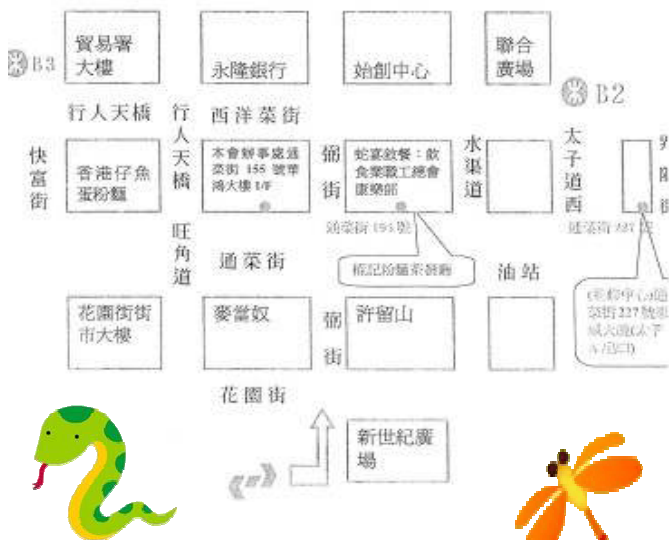 貿易署
大樓
永隆銀行
始創中心
聯合
廣場
B3
B2
行人天橋
行人天橋
西洋菜街
快富街
香港仔魚
蛋粉麵
本會辦事處通
菜街 155 號華
鴻大樓 1/F
弼街
蛇宴敘餐：飲
食業職工總會
康樂部
水渠道
太子道西
通菜街 195 號
通菜街 227
旺角道
通菜街
油站
花園街街
市大樓
麥當奴
弼街
許留山
花園街
新世紀廣
場